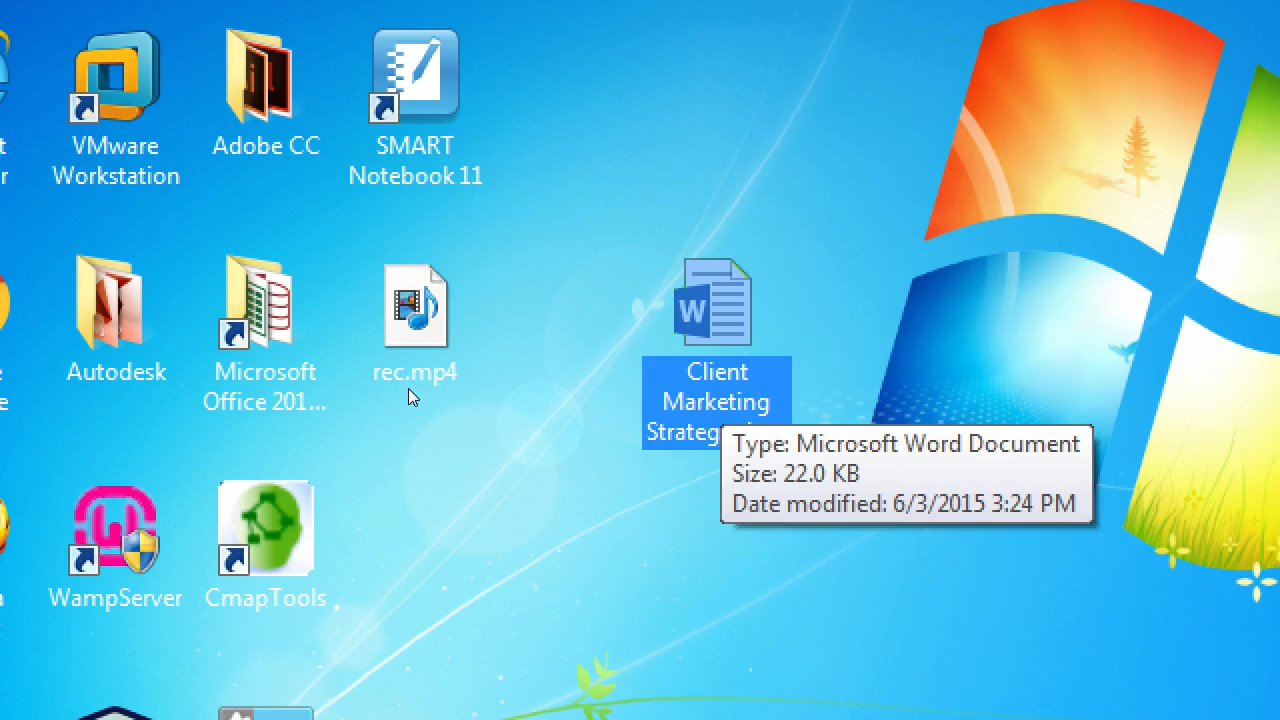 VMware
Workstation
Adobe CC
SMART
Notebook 11
Autodesk
Microsoft
Office 201...
rec.mp4
W
Client
Marketing
Type: Microsoft Word Document
Size: 22.0 KB
Date modified: 6/3/2015 3:24 PM
WampServer
CmapTools